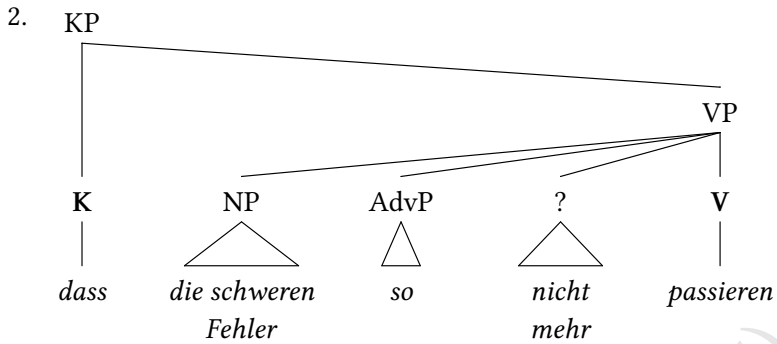 2.
KP
VP
K NP AdvP ? V
dass die schweren so nicht passieren
Fehler mehr